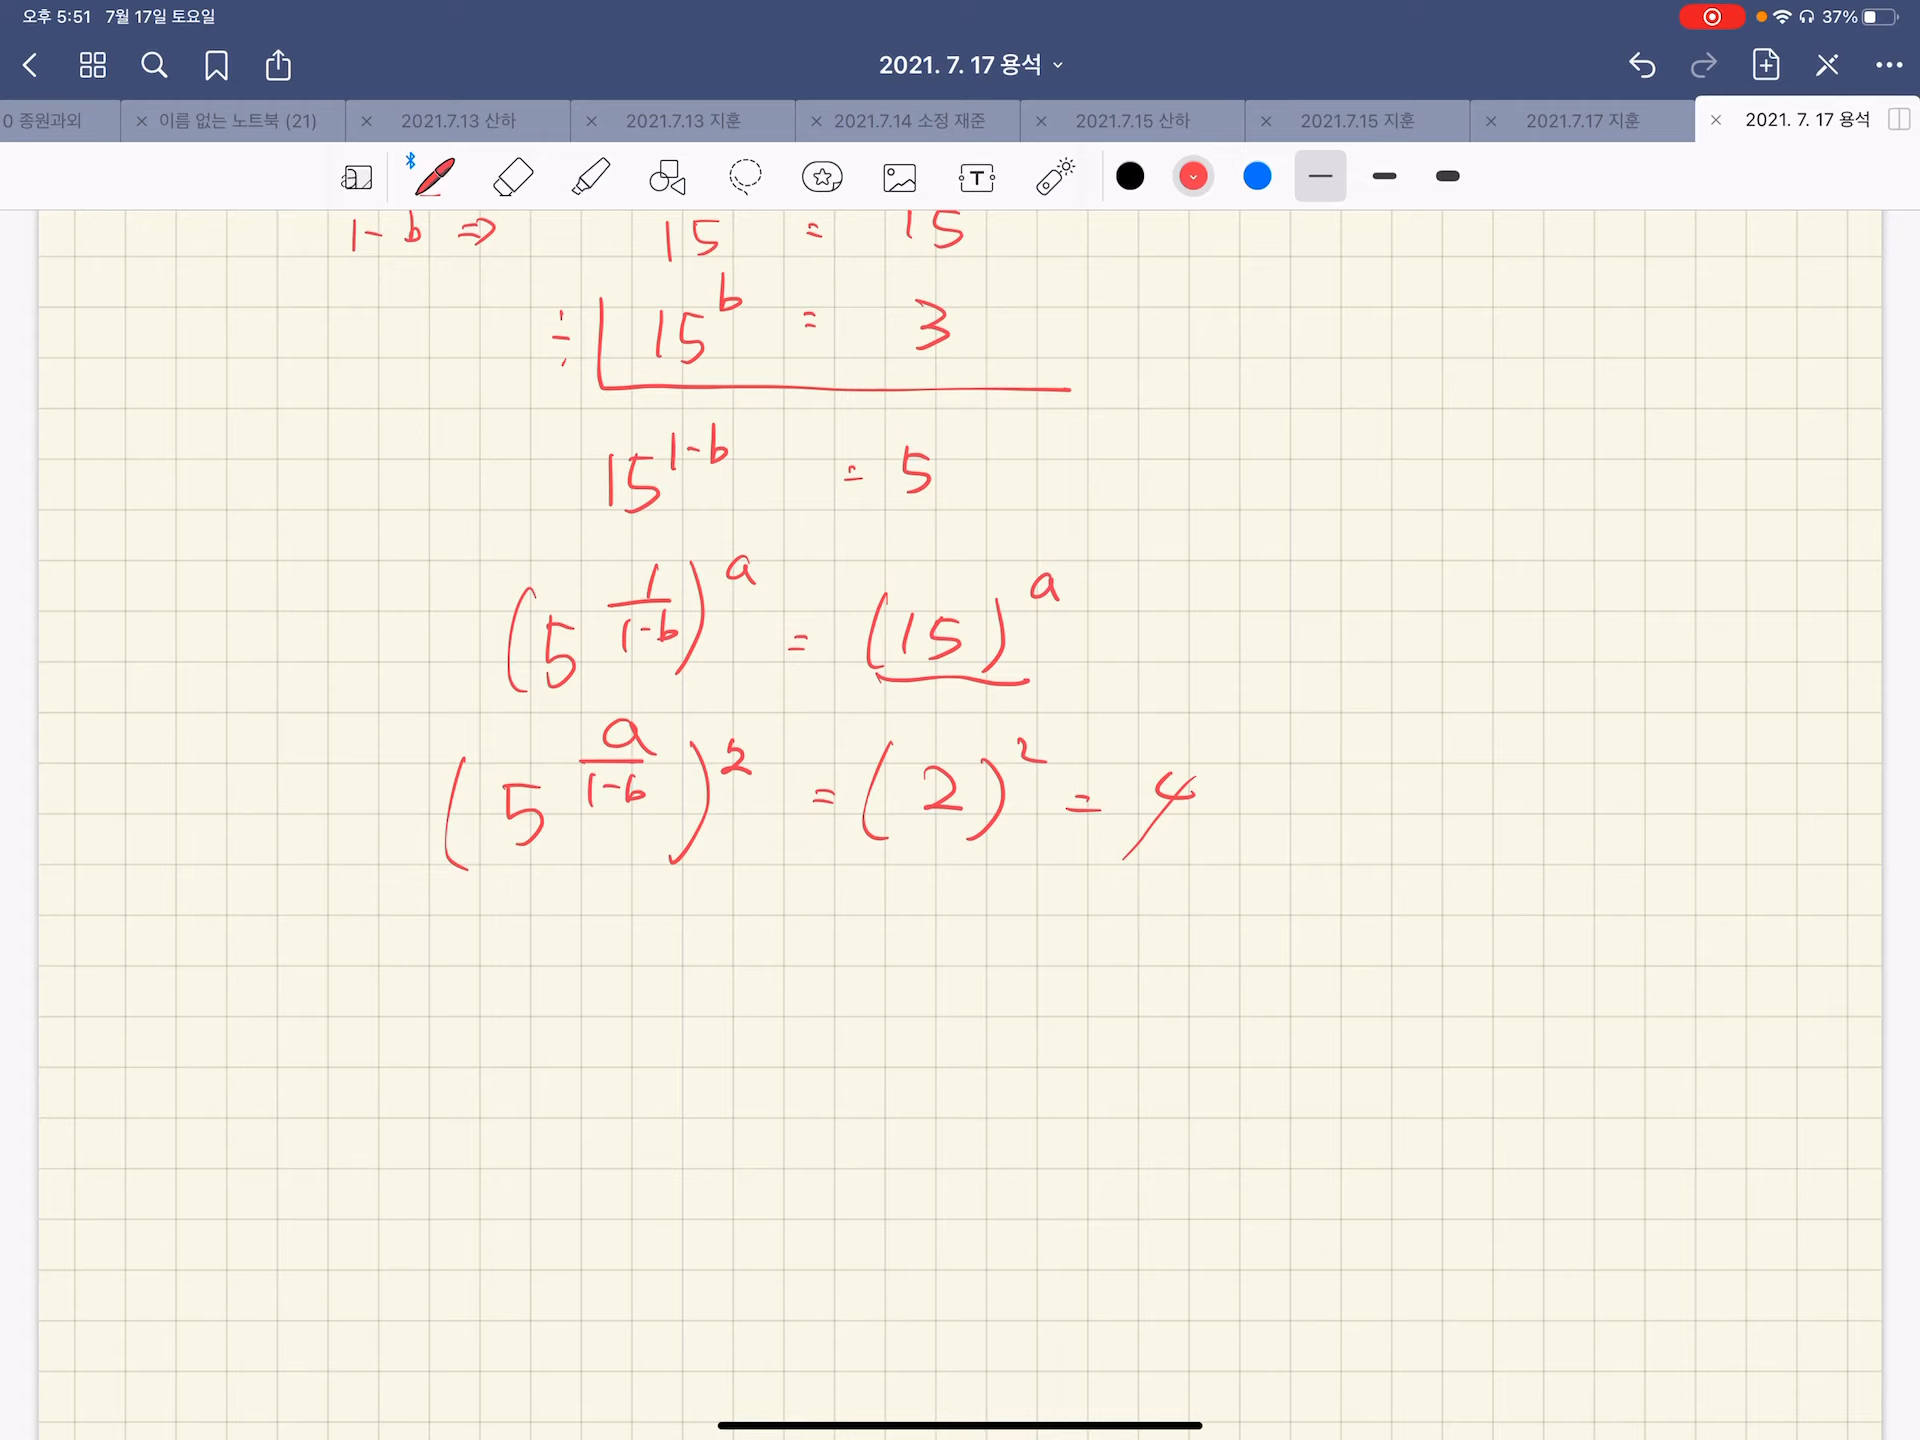 오후 5:51 7월 17일 토요일 37%
2021. 7. 17 용석
0 종원과외 × 이름 없는 노트북 (21) × 2021.7.13 산하 × 2021.7.13 지훈 × 2021.7.14 소정 재준 × 2021.7.15 산하 × 2021.7.15 지훈 × 2021.7.17 지훈 × 2021. 7. 17 용석
1-b ⇒ 15 = 15
÷ 15^b = 3
15^(1-b) = 5
(5^(1/(1-b)))^a = (15)^a
(5^(a/(1-b)))^2 = (2)^2 = 4